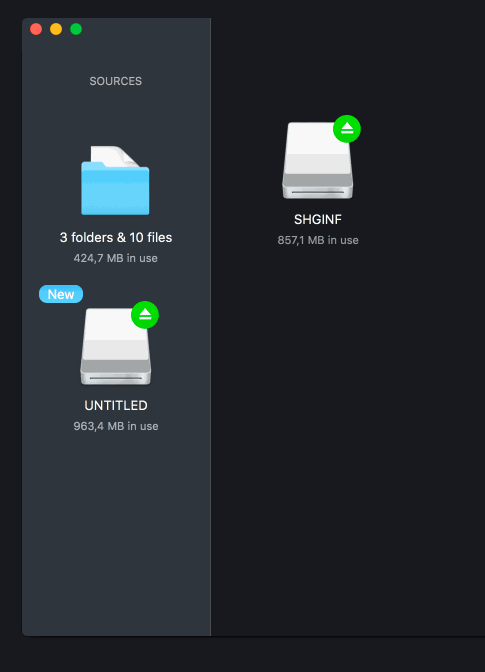 SOURCES
3 folders & 10 files
424,7 MB in use
New
UNTITLED
963,4 MB in use
SHGINF
857,1 MB in use